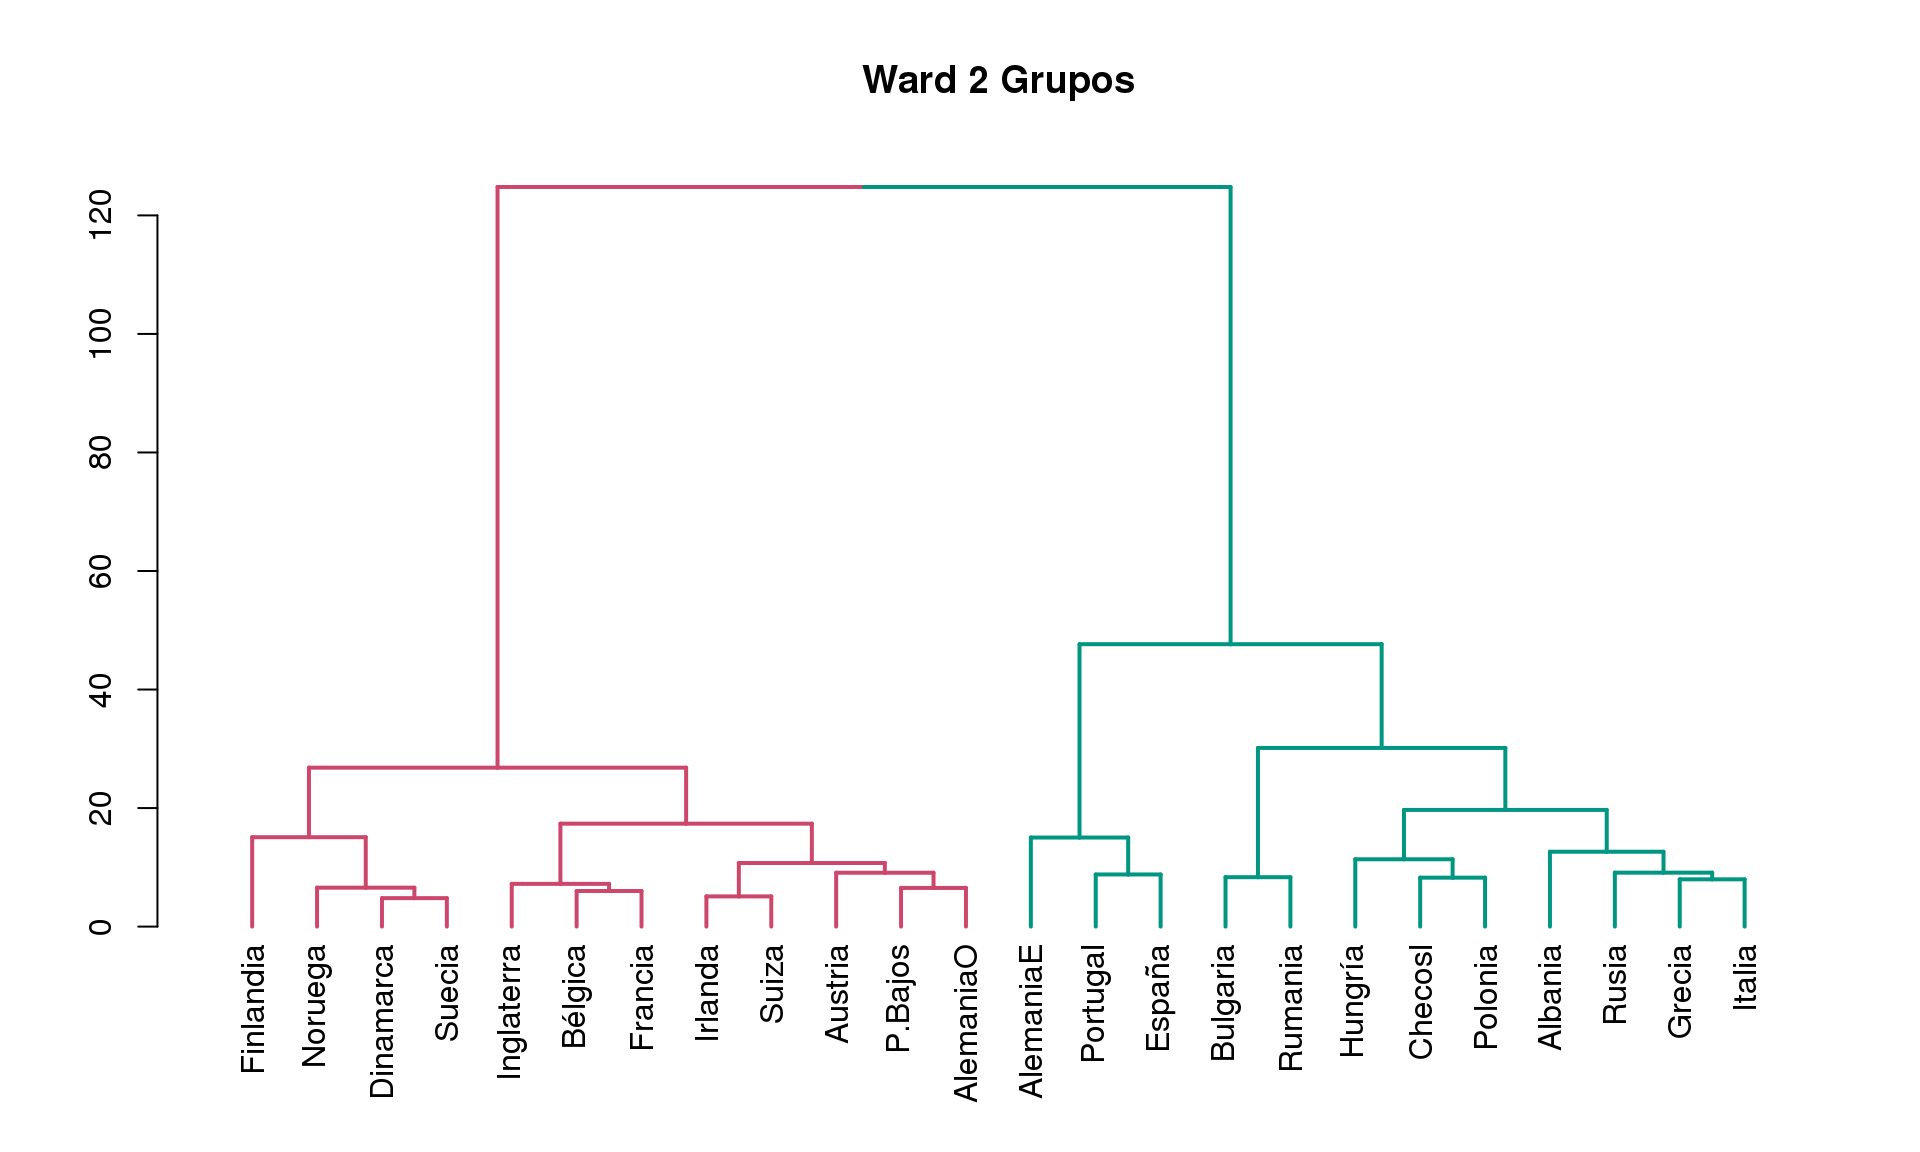 Ward 2 Grupos
120
100
80
60
40
20
0
Finlandia
Noruega
Dinamarca
Suecia
Inglaterra
Bélgica
Francia
Irlanda
Suiza
Austria
P.Bajos
AlemaniaO
AlemaniaE
Portugal
España
Bulgaria
Rumania
Hungría
Checosl
Polonia
Albania
Rusia
Grecia
Italia